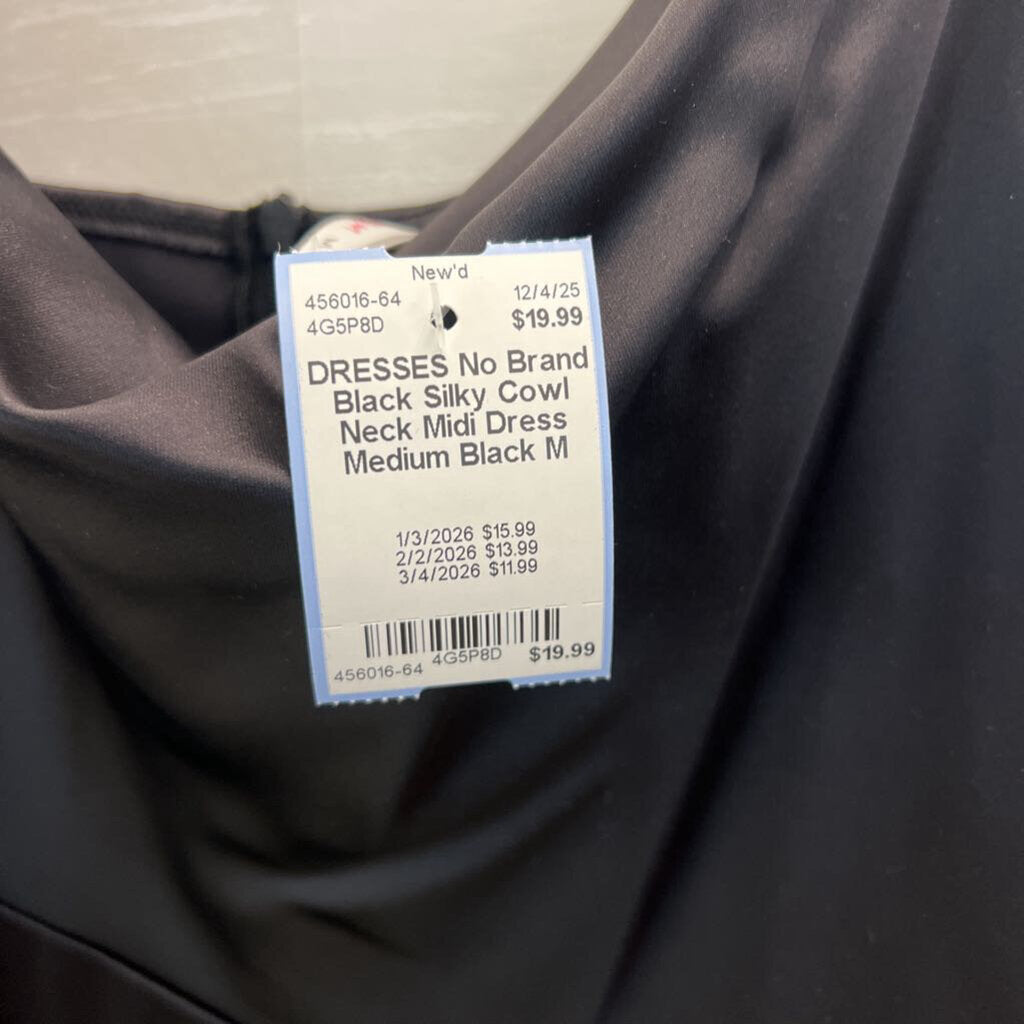 New'd
456016-64 12/4/25
4G5P8D $19.99
DRESSES No Brand
Black Silky Cowl
Neck Midi Dress
Medium Black M
1/3/2026 $15.99
2/2/2026 $13.99
3/4/2026 $11.99
456016-64 4G5P8D $19.99